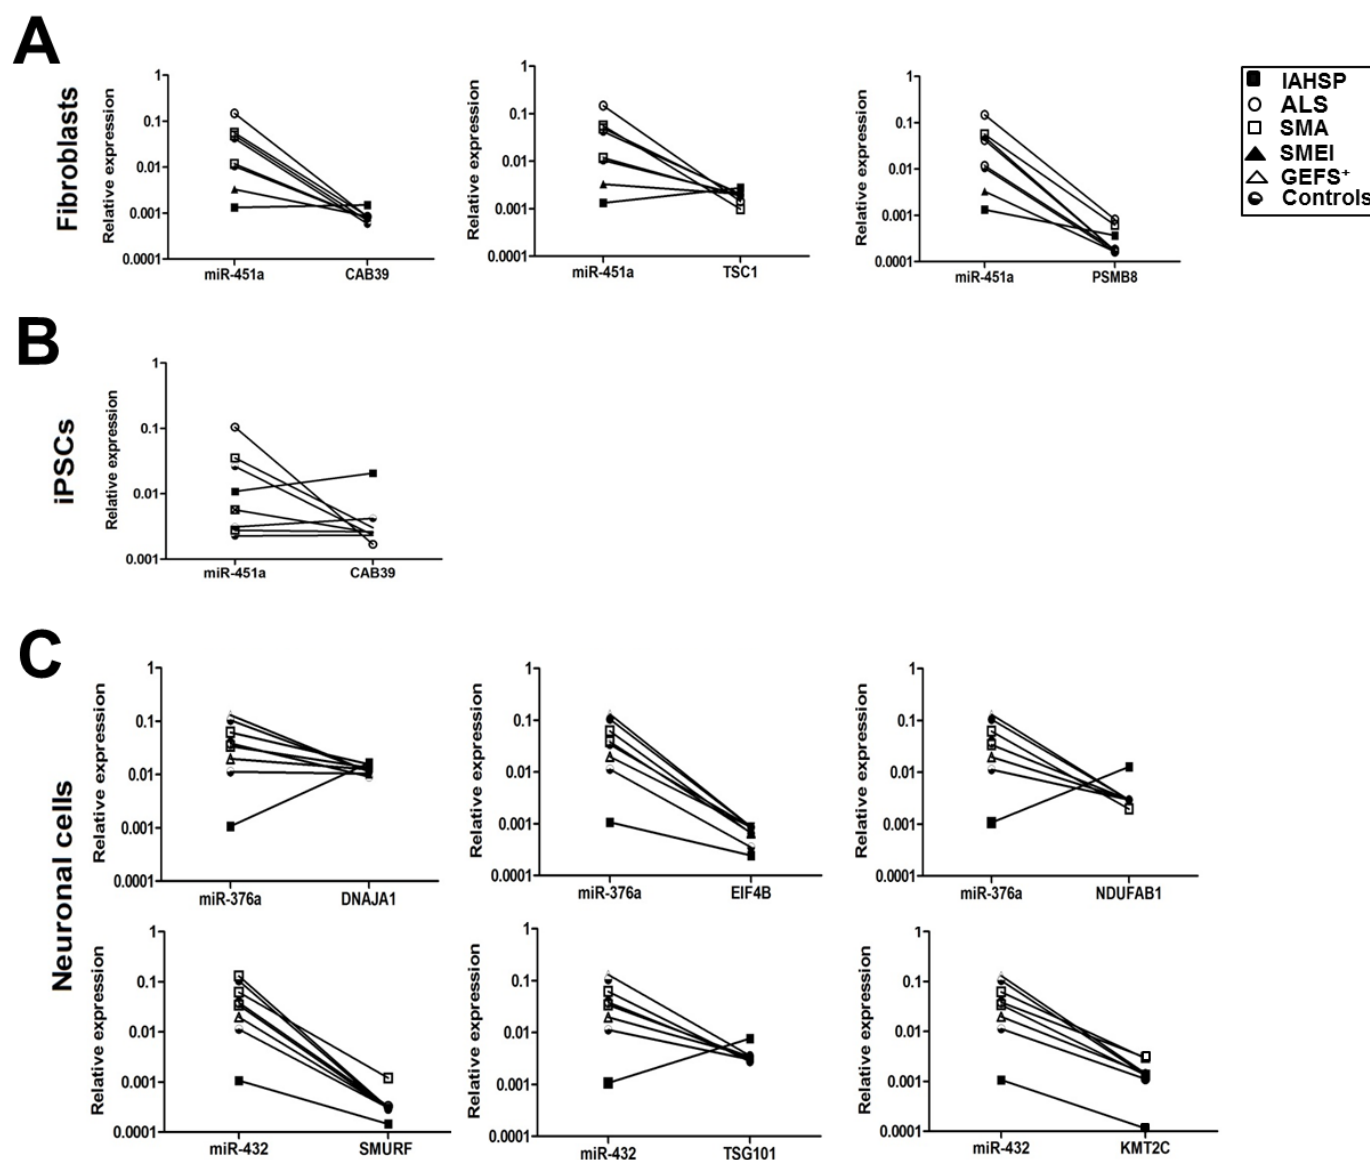 A
Fibroblasts
Relative expression
1
0.1
0.01
0.001
0.0001
miR-451a CAB39
Relative expression
1
0.1
0.01
0.001
0.0001
miR-451a TSC1
Relative expression
1
0.1
0.01
0.001
0.0001
miR-451a PSMB8
IAHSP
ALS
SMA
SMEI
GEFS+
Controls
B
iPSCs
Relative expression
1
0.1
0.01
0.001
miR-451a CAB39
C
Neuronal cells
Relative expression
1
0.1
0.01
0.001
0.0001
miR-376a DNAJA1
Relative expression
1
0.1
0.01
0.001
0.0001
miR-376a EIF4B
Relative expression
1
0.1
0.01
0.001
0.0001
miR-376a NDUFAB1
Relative expression
1
0.1
0.01
0.001
0.0001
miR-432 SMURF
Relative expression
1
0.1
0.01
0.001
0.0001
miR-432 TSG101
Relative expression
1
0.1
0.01
0.001
0.0001
miR-432 KMT2C